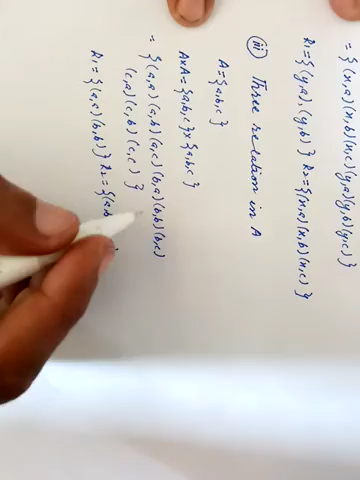 = {(x,a)(x,b)(x,c)(y,a)(y,b)(y,c)}
R1={(y,a),(y,b)} R2={(x,a)(x,b)(x,c)}
(iii) Three relation in A
A={a,b,c}
A×A={a,b,c}×{a,b,c}
= {(a,a)(a,b)(a,c)(b,a)(b,b)(b,c)
(c,a)(c,b)(c,c)}
R1={(a,c)(b,b)} R2={(a,b